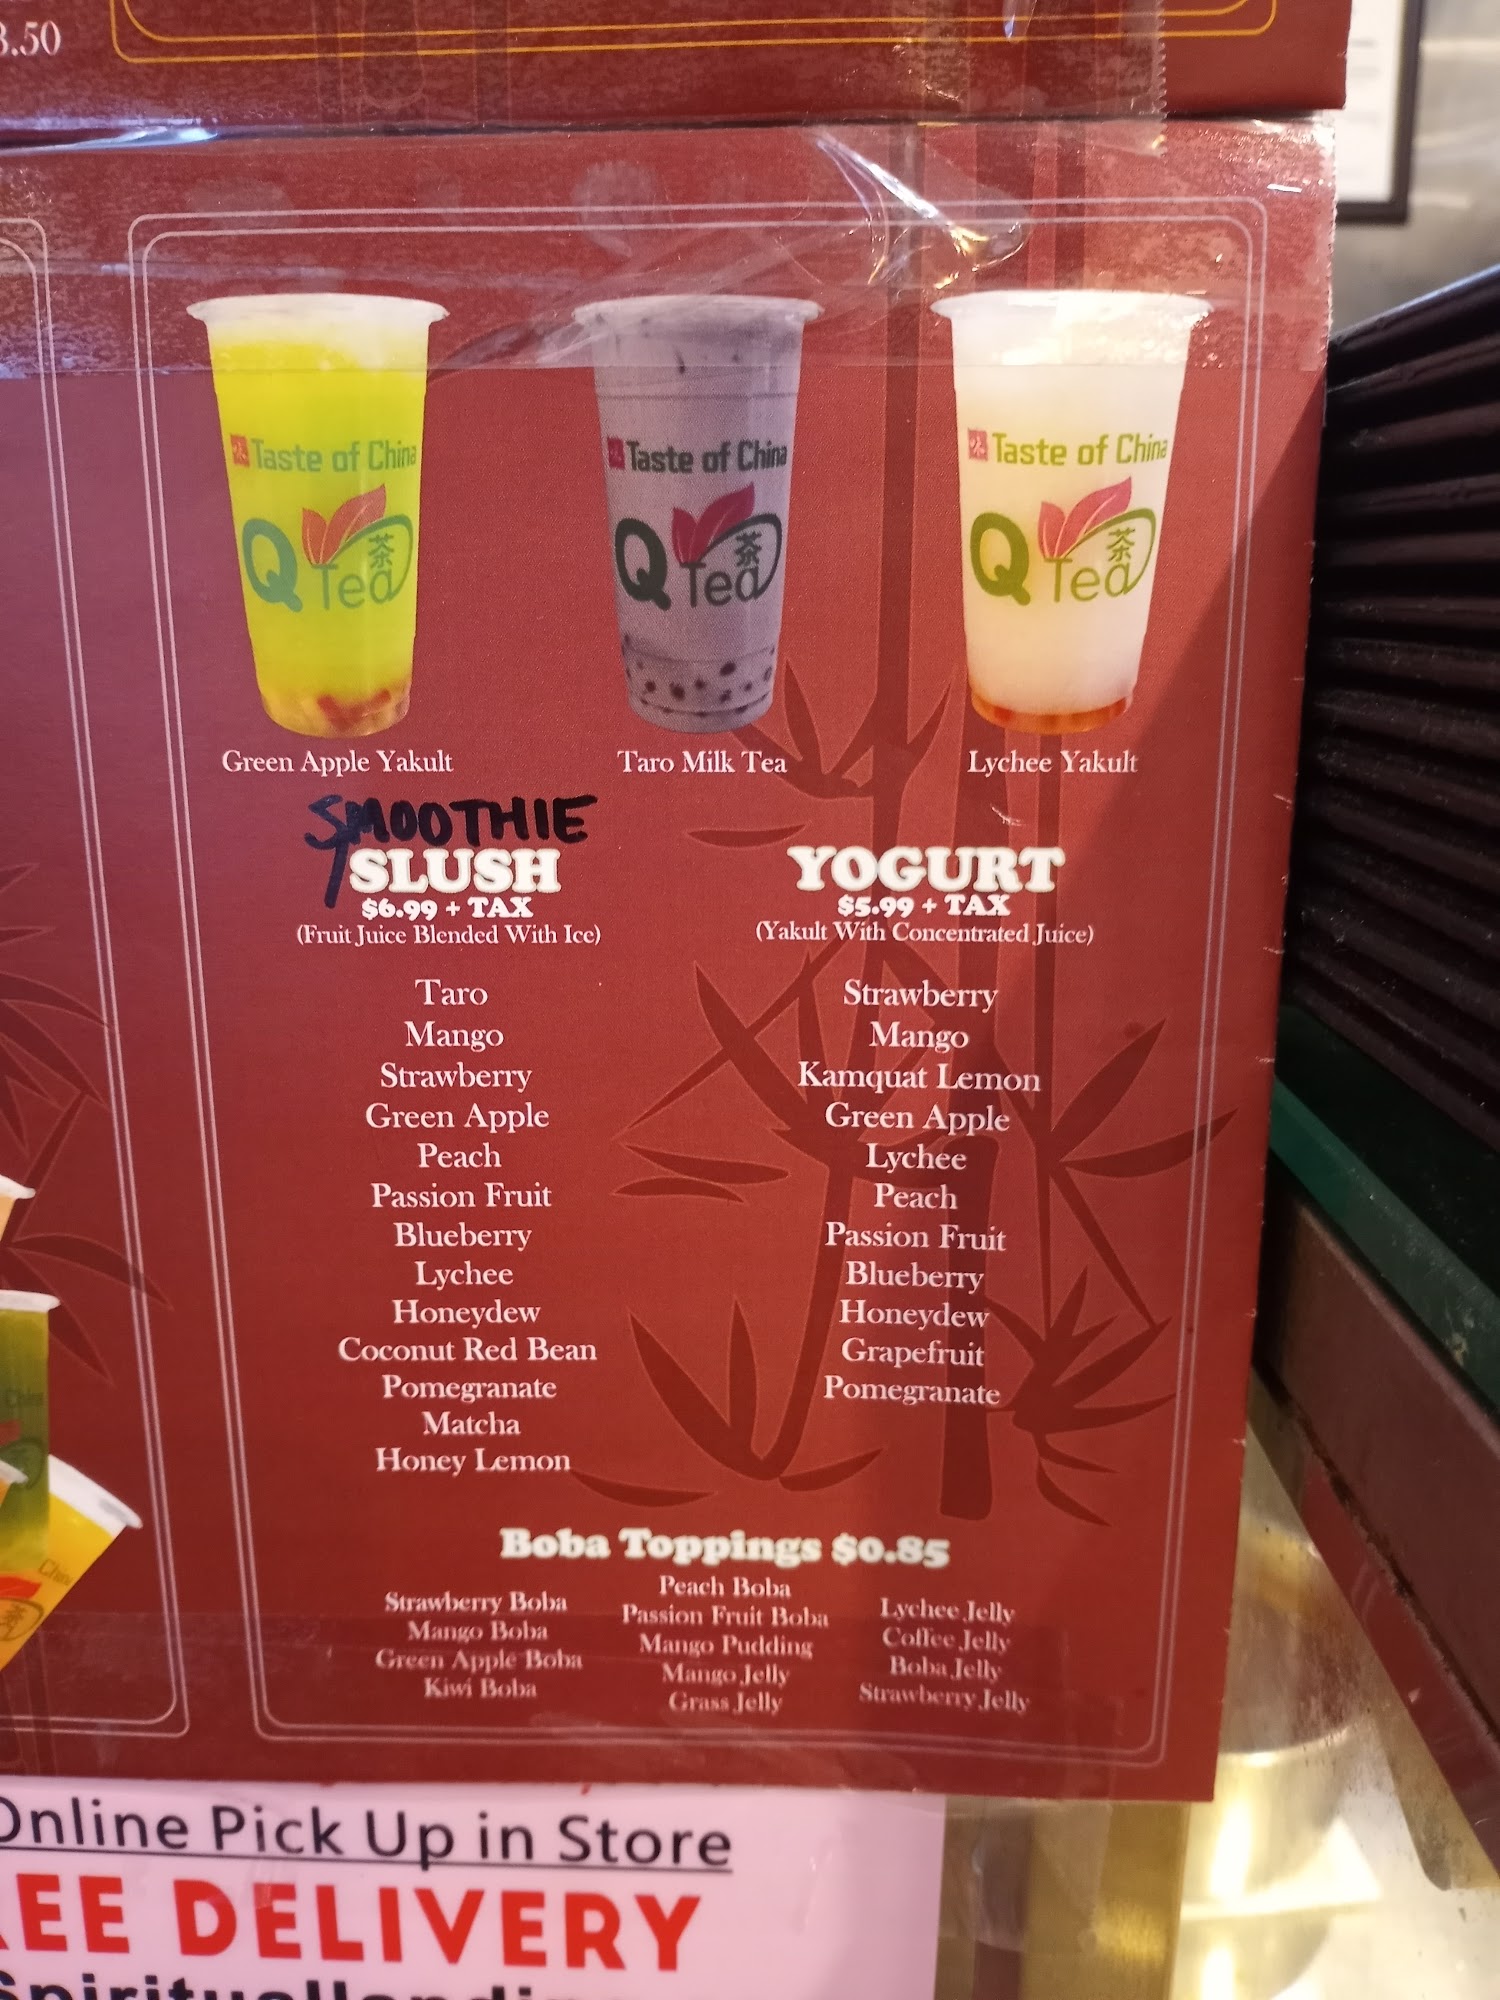 3.50
Taste of China
Q Tea 茶
Taste of China
Q Tea 茶
Taste of China
Q Tea 茶
Green Apple Yakult
Taro Milk Tea
Lychee Yakult
SMOOTHIE
SLUSH
$6.99 + TAX
(Fruit Juice Blended With Ice)
Taro
Mango
Strawberry
Green Apple
Peach
Passion Fruit
Blueberry
Lychee
Honeydew
Coconut Red Bean
Pomegranate
Matcha
Honey Lemon
YOGURT
$5.99 + TAX
(Yakult With Concentrated Juice)
Strawberry
Mango
Kamquat Lemon
Green Apple
Lychee
Peach
Passion Fruit
Blueberry
Honeydew
Grapefruit
Pomegranate
Boba Toppings $0.85
Strawberry Boba
Mango Boba
Green Apple Boba
Kiwi Boba
Peach Boba
Passion Fruit Boba
Mango Pudding
Mango Jelly
Grass Jelly
Lychee Jelly
Coffee Jelly
Boba Jelly
Strawberry Jelly
Online Pick Up in Store
EE DELIVERY